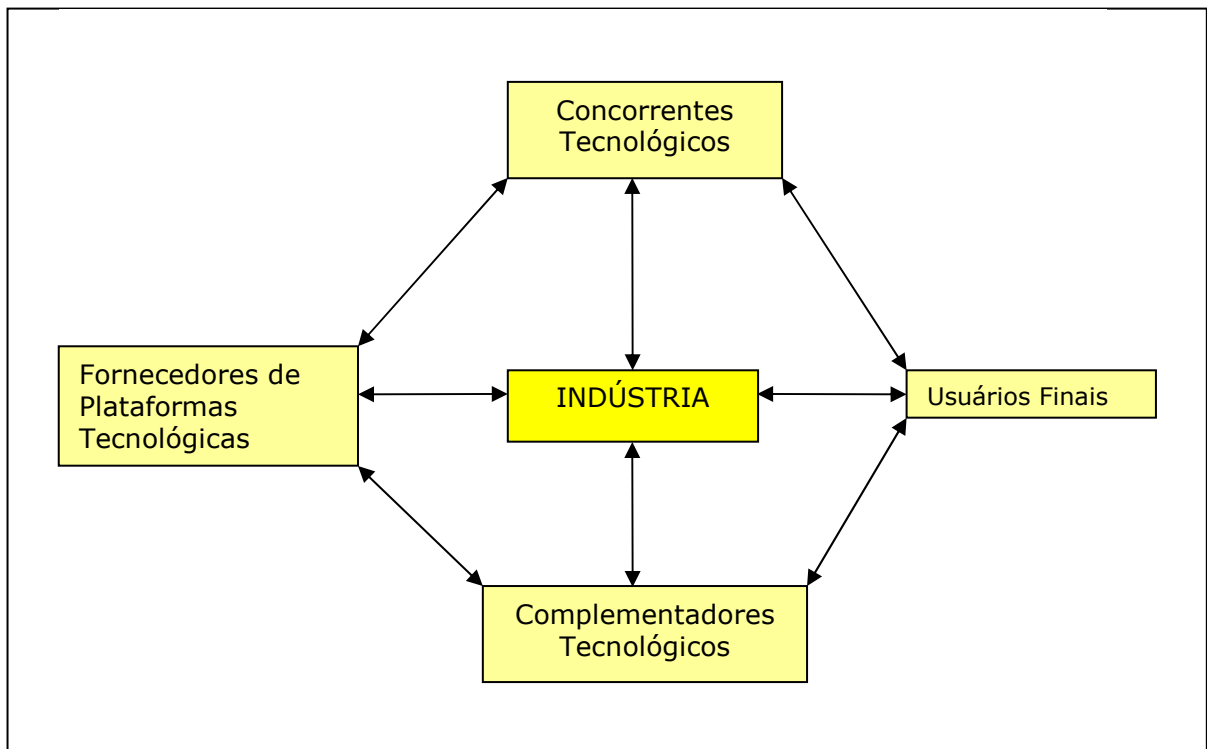 Concorrentes
Tecnológicos
Fornecedores de
Plataformas
Tecnológicas
INDÚSTRIA
Usuários Finais
Complementadores
Tecnológicos